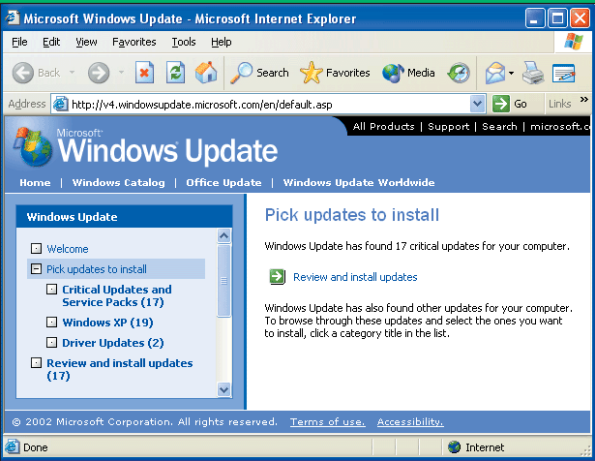 Microsoft Windows Update - Microsoft Internet Explorer
File Edit View Favorites Tools Help
Back Search Favorites Media
Address http://v4.windowsupdate.microsoft.com/en/default.asp Go Links »
All Products | Support | Search | microsoft.c
Microsoft
Windows Update
Home | Windows Catalog | Office Update | Windows Update Worldwide
Windows Update
Welcome
Pick updates to install
Critical Updates and
Service Packs (17)
Windows XP (19)
Driver Updates (2)
Review and install updates
(17)
Pick updates to install
Windows Update has found 17 critical updates for your computer.
Review and install updates
Windows Update has also found other updates for your computer.
To browse through these updates and select the ones you want
to install, click a category title in the list.
© 2002 Microsoft Corporation. All rights reserved. Terms of use. Accessibility.
Done Internet